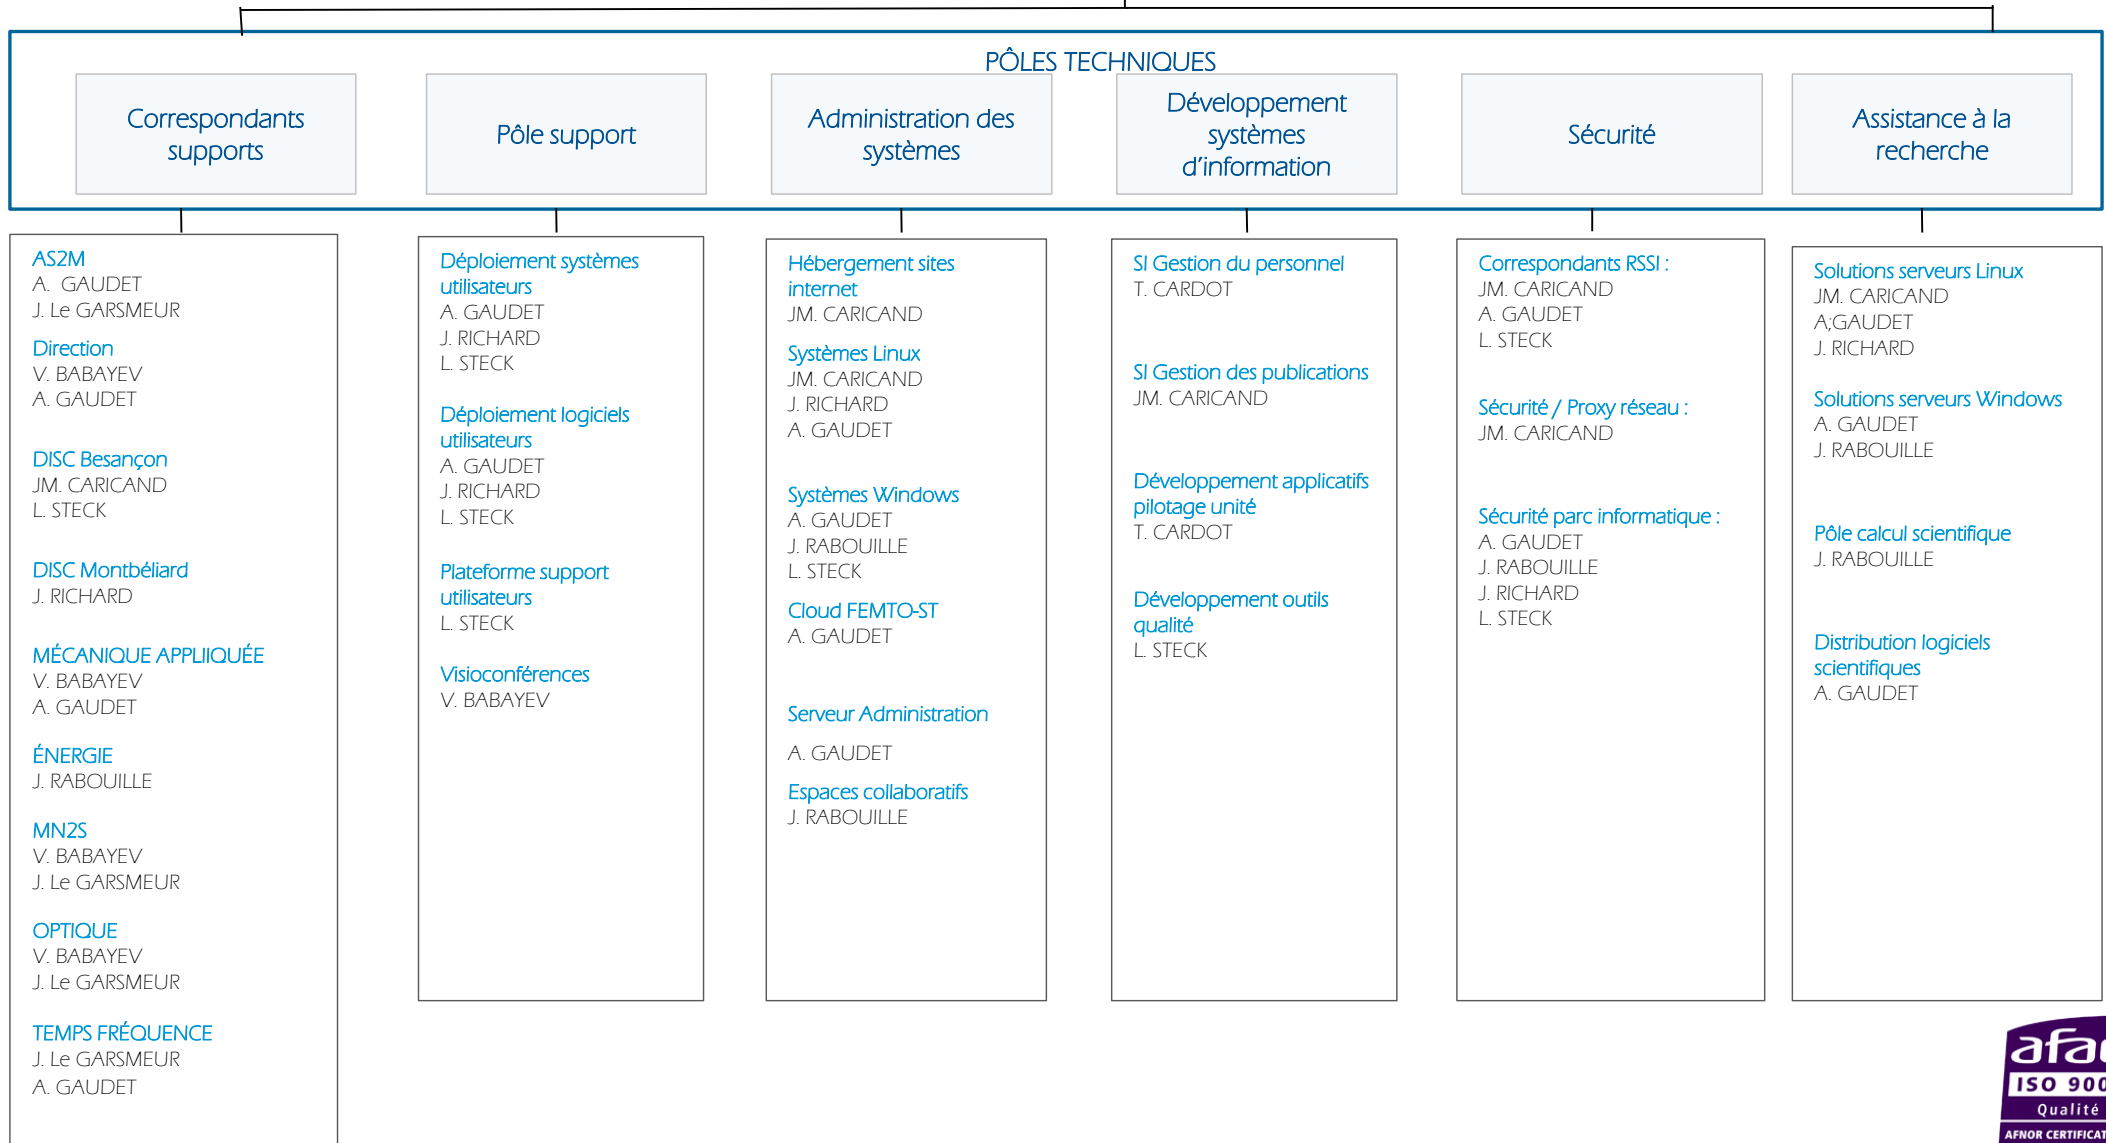 PÔLES TECHNIQUES
Correspondants
supports
Pôle support
Administration des
systèmes
Développement
systèmes
d'information
Sécurité
Assistance à la
recherche
AS2M
A. GAUDET
J. Le GARSMEUR
Direction
V. BABAYEV
A. GAUDET
DISC Besançon
JM. CARICAND
L. STECK
DISC Montbéliard
J. RICHARD
MÉCANIQUE APPLIIQUÉE
V. BABAYEV
A. GAUDET
ÉNERGIE
J. RABOUILLE
MN2S
V. BABAYEV
J. Le GARSMEUR
OPTIQUE
V. BABAYEV
J. Le GARSMEUR
TEMPS FRÉQUENCE
J. Le GARSMEUR
A. GAUDET
Déploiement systèmes
utilisateurs
A. GAUDET
J. RICHARD
L. STECK
Déploiement logiciels
utilisateurs
A. GAUDET
J. RICHARD
L. STECK
Plateforme support
utilisateurs
L. STECK
Visioconférences
V. BABAYEV
Hébergement sites
internet
JM. CARICAND
Systèmes Linux
JM. CARICAND
J. RICHARD
A. GAUDET
Systèmes Windows
A. GAUDET
J. RABOUILLE
L. STECK
Cloud FEMTO-ST
A. GAUDET
Serveur Administration
A. GAUDET
Espaces collaboratifs
J. RABOUILLE
SI Gestion du personnel
T. CARDOT
SI Gestion des publications
JM. CARICAND
Développement applicatifs
pilotage unité
T. CARDOT
Développement outils
qualité
L. STECK
Correspondants RSSI :
JM. CARICAND
A. GAUDET
L. STECK
Sécurité / Proxy réseau :
JM. CARICAND
Sécurité parc informatique :
A. GAUDET
J. RABOUILLE
J. RICHARD
L. STECK
Solutions serveurs Linux
JM. CARICAND
A;GAUDET
J. RICHARD
Solutions serveurs Windows
A. GAUDET
J. RABOUILLE
Pôle calcul scientifique
J. RABOUILLE
Distribution logiciels
scientifiques
A. GAUDET
ISO 900
Qualité
AFNOR CERTIFICAT